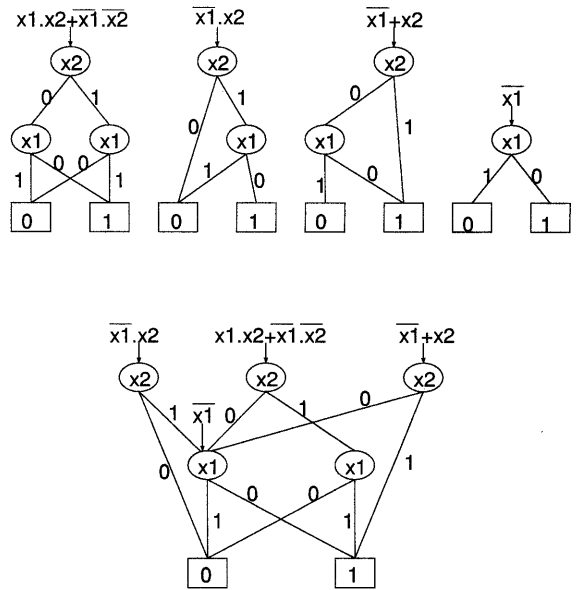 x1.x2+x̅1̅.x̅2̅ x̅1̅.x2 x̅1̅+x2
x2 x2 x2
0 1 0 1 0 1 x̅1̅
x1 x1 x1 x1 x1
1 0 0 1 1 0 1 0 1 0
0 1 0 1 0 1 0 1
x̅1̅.x2 x1.x2+x̅1̅.x̅2̅ x̅1̅+x2
x2 x2 x2
1 x̅1̅ 0 1 0
x1 x1
0 1 0 0 1 1
0 1